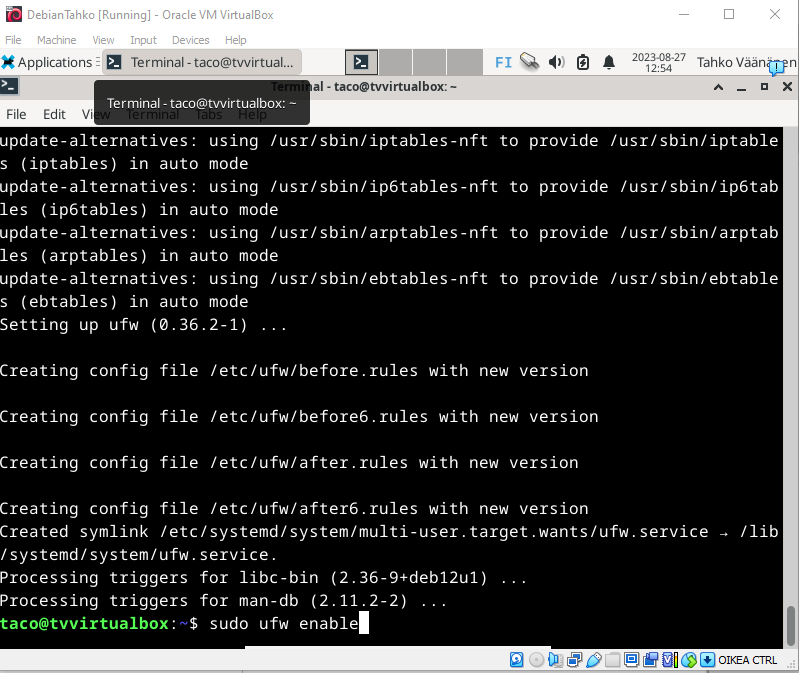 DebianTahko [Running] - Oracle VM VirtualBox
File Machine View Input Devices Help
Applications Terminal - taco@tvvirtual... FI 2023-08-27 Tahko Väänänen
12:54
Terminal - taco@tvvirtualbox: ~
Terminal - taco@tvvirtualbox: ~
File Edit View Terminal Tabs Help
update-alternatives: using /usr/sbin/iptables-nft to provide /usr/sbin/iptable
s (iptables) in auto mode
update-alternatives: using /usr/sbin/ip6tables-nft to provide /usr/sbin/ip6tab
les (ip6tables) in auto mode
update-alternatives: using /usr/sbin/arptables-nft to provide /usr/sbin/arptab
les (arptables) in auto mode
update-alternatives: using /usr/sbin/ebtables-nft to provide /usr/sbin/ebtable
s (ebtables) in auto mode
Setting up ufw (0.36.2-1) ...
Creating config file /etc/ufw/before.rules with new version
Creating config file /etc/ufw/before6.rules with new version
Creating config file /etc/ufw/after.rules with new version
Creating config file /etc/ufw/after6.rules with new version
Created symlink /etc/systemd/system/multi-user.target.wants/ufw.service → /lib
/systemd/system/ufw.service.
Processing triggers for libc-bin (2.36-9+deb12u1) ...
Processing triggers for man-db (2.11.2-2) ...
taco@tvvirtualbox:~$ sudo ufw enable
OIKEA CTRL